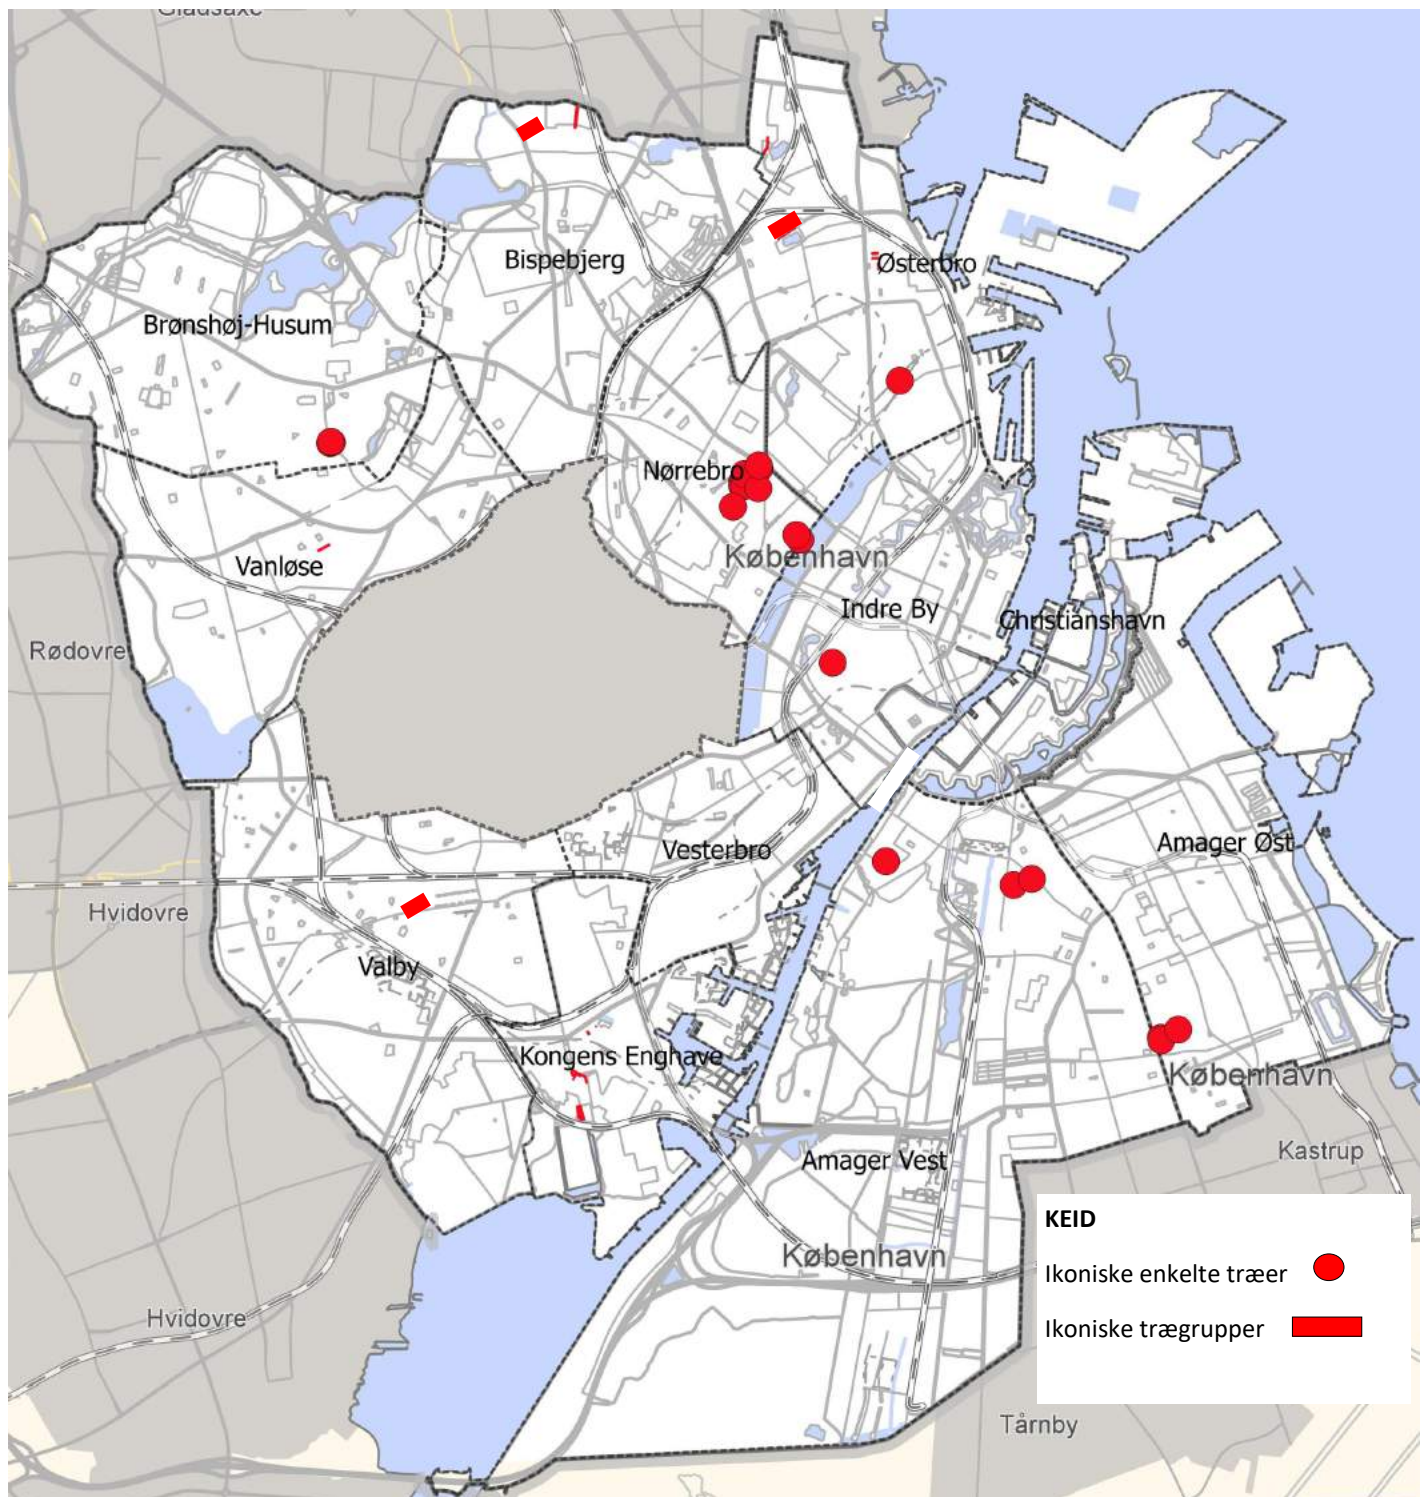 Gladsaxe
Bispebjerg
Østerbro
Brønshøj-Husum
Nørrebro
København
Vanløse
Indre By
Christianshavn
Rødovre
Vesterbro
Amager Øst
Hvidovre
Valby
Kongens Enghave
København
Amager Vest
Kastrup
København
Hvidovre
Tårnby
KEID
Ikoniske enkelte træer
Ikoniske trægrupper